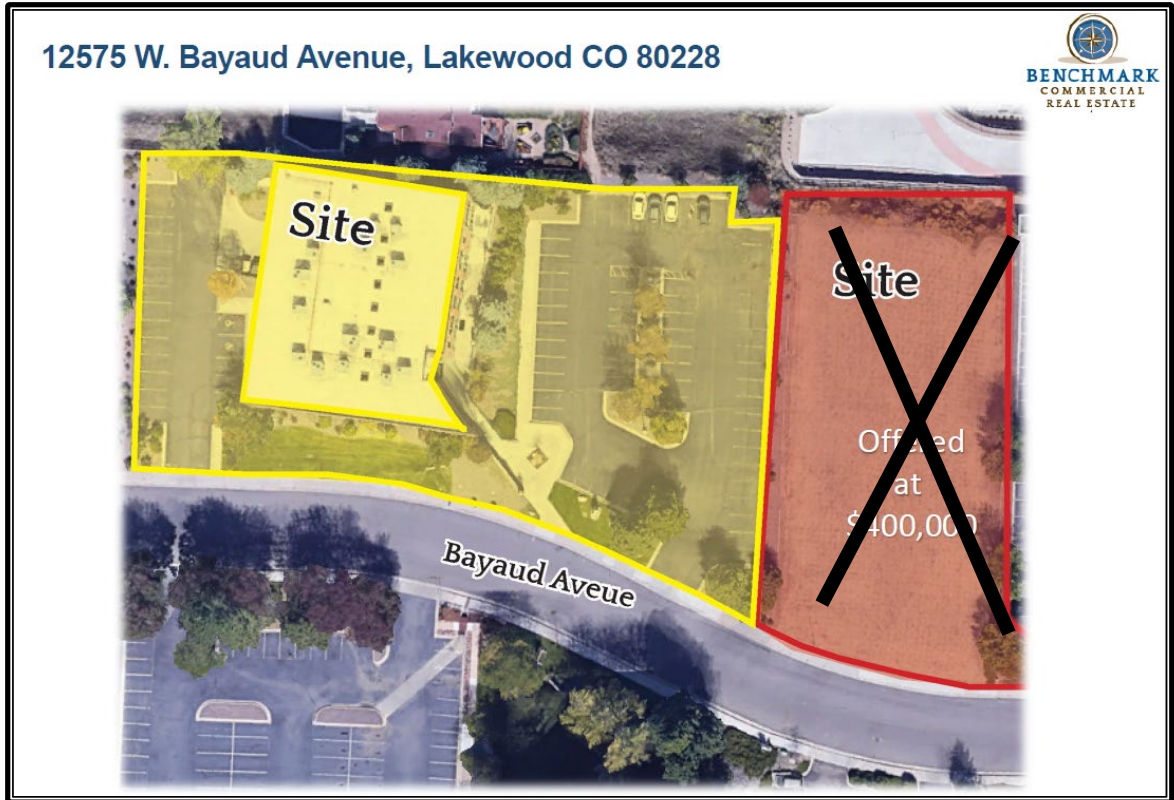 12575 W. Bayaud Avenue, Lakewood CO 80228
BENCHMARK
COMMERCIAL
REAL ESTATE
Site
Site
Offered
at
$400,000
Bayaud Aveue